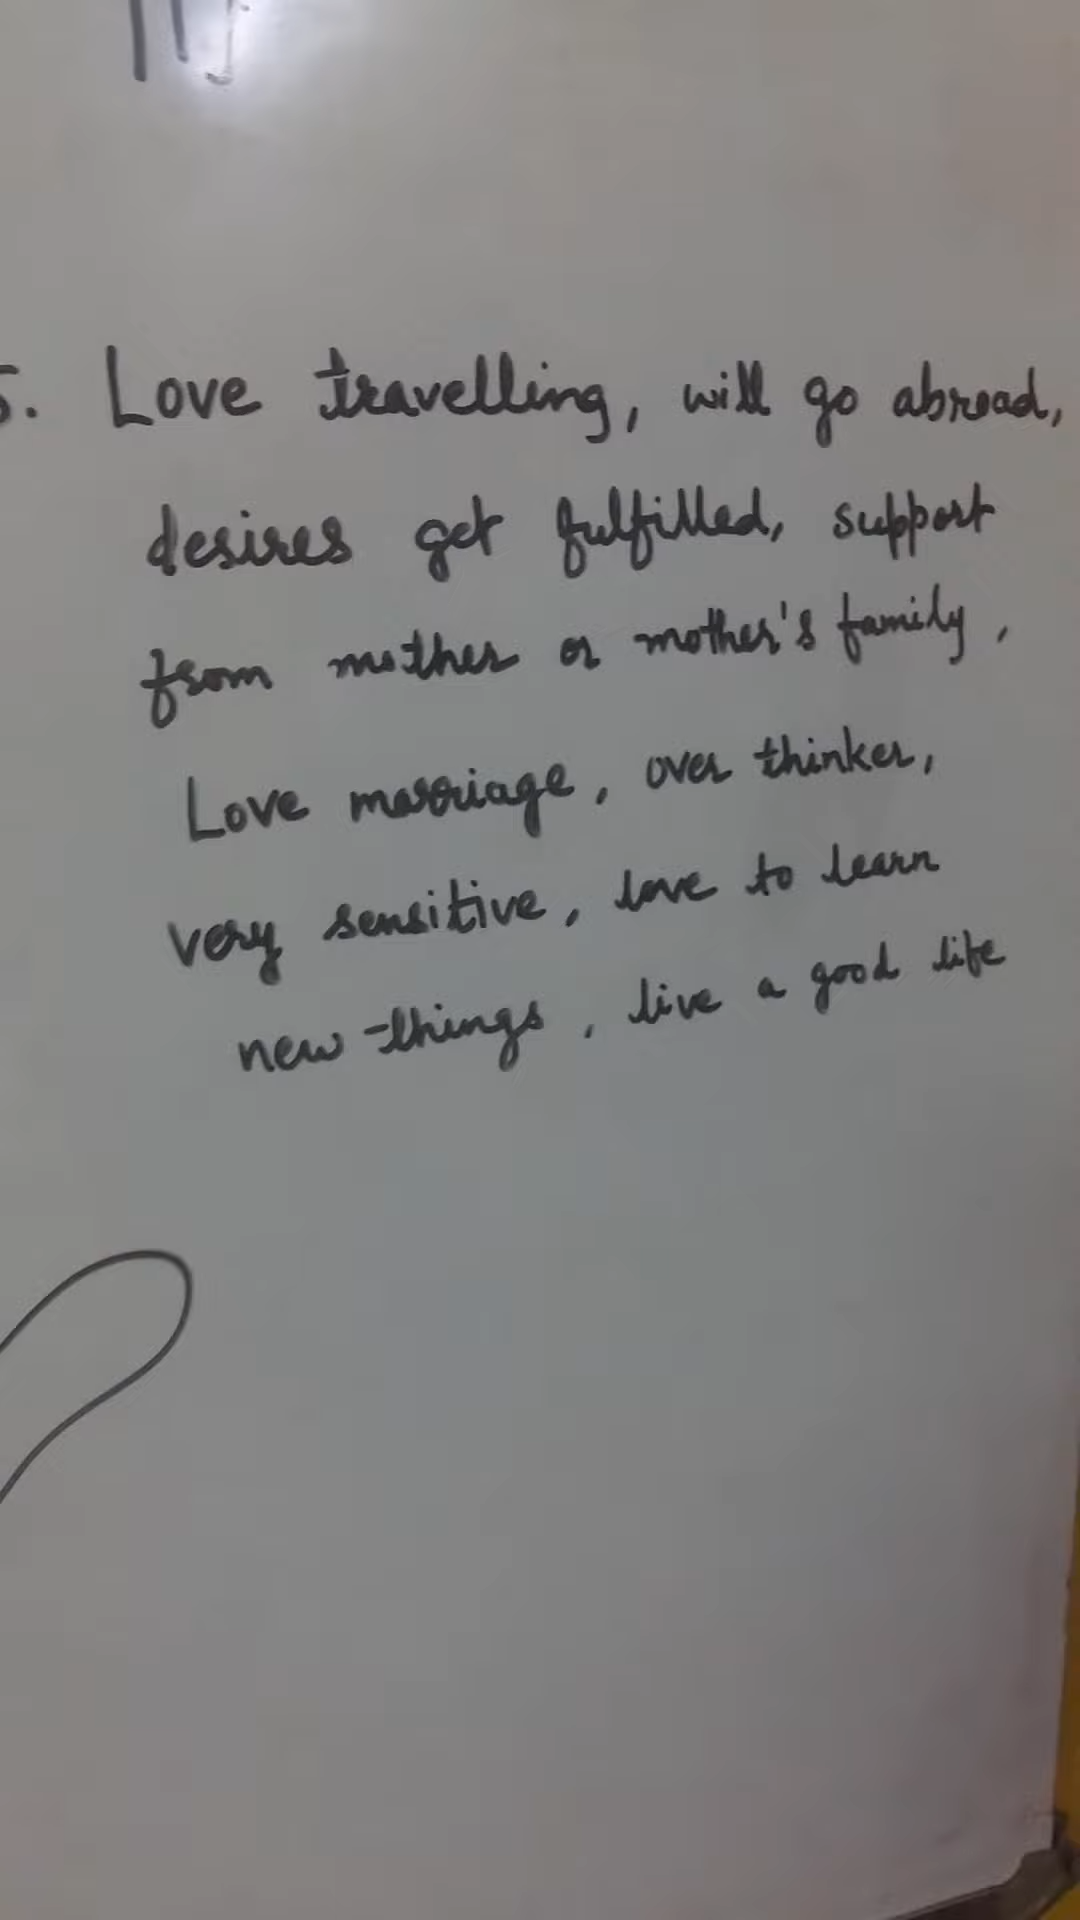 5. Love travelling, will go abroad,
desires get fulfilled, support
from mother or mother's family,
Love marriage, over thinker,
very sensitive, love to learn
new things, live a good life